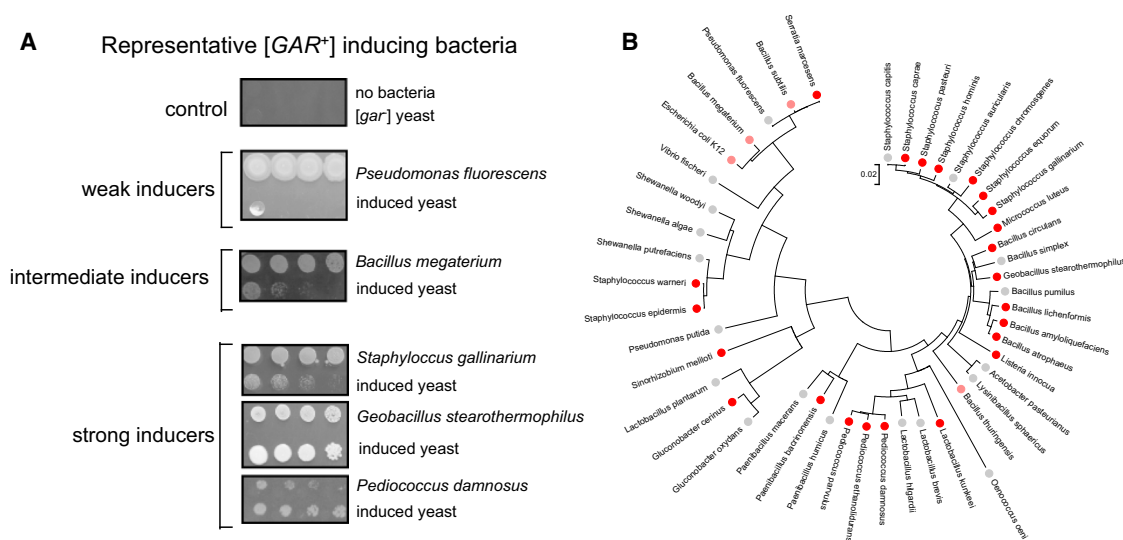 A
Representative [GAR⁺] inducing bacteria
control
no bacteria
[gar⁻] yeast
weak inducers
Pseudomonas fluorescens
induced yeast
intermediate inducers
Bacillus megaterium
induced yeast
strong inducers
Staphyloccus gallinarium
induced yeast
Geobacillus stearothermophilus
induced yeast
Pediococcus damnosus
induced yeast
B
Serratia marcesens
Bacillus subtilis
Pseudomonas fluorescens
Bacillus megaterium
Escherichia coli K12
Vibrio fischeri
Shewanella woodyi
Shewanella algae
Shewanella putrefaciens
Staphylococcus warneri
Staphylococcus epidermis
Pseudomonas putida
Sinorhizobium meliloti
Lactobacillus plantarum
Gluconobacter cerinus
Gluconobacter oxydans
Paenibacillus macerans
Paenibacillus bacrinonensis
Paenibacillus humicus
Pediococcus parvulus
Pediococcus ethanolidurans
Pediococcus damnosus
Lactobacillus hilgardii
Lactobacillus brevis
Lactobacillus kunkeei
Oenococcus oeni
Bacillus thuringensis
Lysinibacillus sphaericus
Acetobacter pasteurianus
Listeria innocua
Bacillus atrophaeus
Bacillus amyloliquefaciens
Bacillus lichenformis
Bacillus pumilus
Geobacillus stearothermophilus
Bacillus simplex
Bacillus circulans
Micrococcus luteus
Staphylococcus gallinarium
Staphylococcus equorum
Staphylococcus chromosgenes
Staphylococcus auricularis
Staphylococcus hominis
Staphylococcus pasteuri
Staphylococcus caprae
Staphylococcus capitis
0.02